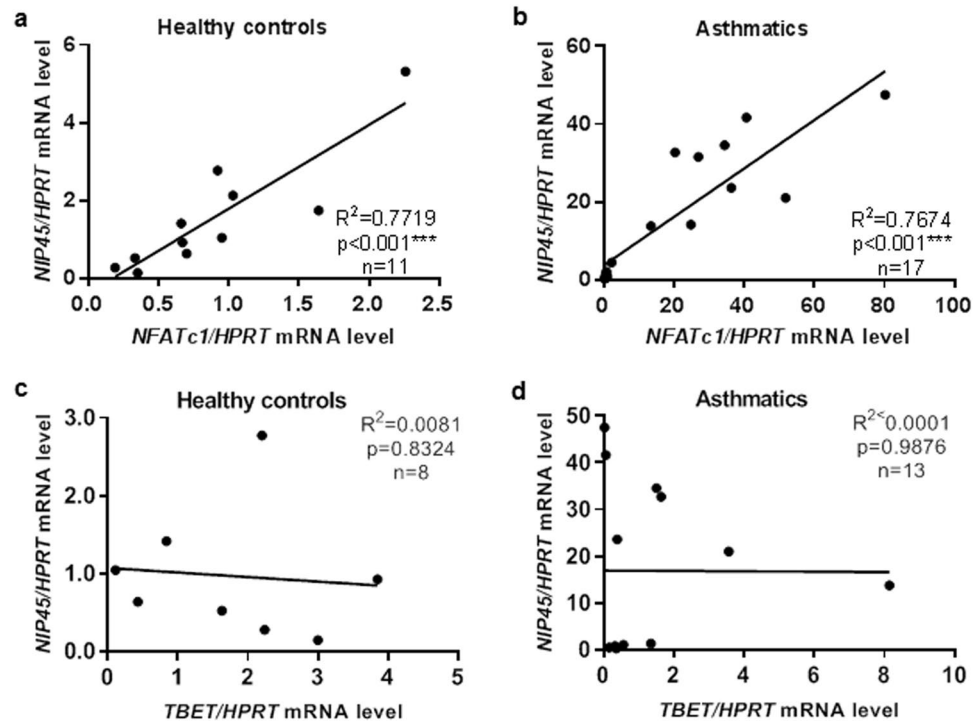 a
Healthy controls
NIP45/HPRT mRNA level
6
4
2
0
0.0 0.5 1.0 1.5 2.0 2.5
NFATc1/HPRT mRNA level
R²=0.7719
p<0.001***
n=11
b
Asthmatics
NIP45/HPRT mRNA level
60
40
20
0
0 20 40 60 80 100
NFATc1/HPRT mRNA level
R²=0.7674
p<0.001***
n=17
c
Healthy controls
NIP45/HPRT mRNA level
3.0
2.0
1.0
0.0
0 1 2 3 4 5
TBET/HPRT mRNA level
R²=0.0081
p=0.8324
n=8
d
Asthmatics
NIP45/HPRT mRNA level
50
40
30
20
10
0
0 2 4 6 8 10
TBET/HPRT mRNA level
R²˂0.0001
p=0.9876
n=13